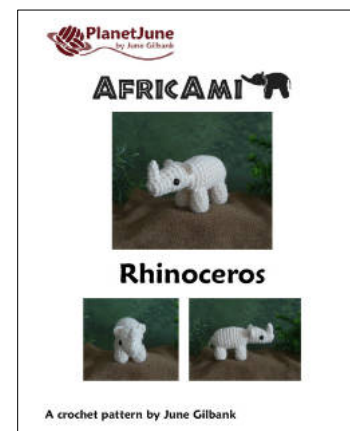 PlanetJune
by June Gilbank
AFRICAMI
Rhinoceros
A crochet pattern by June Gilbank